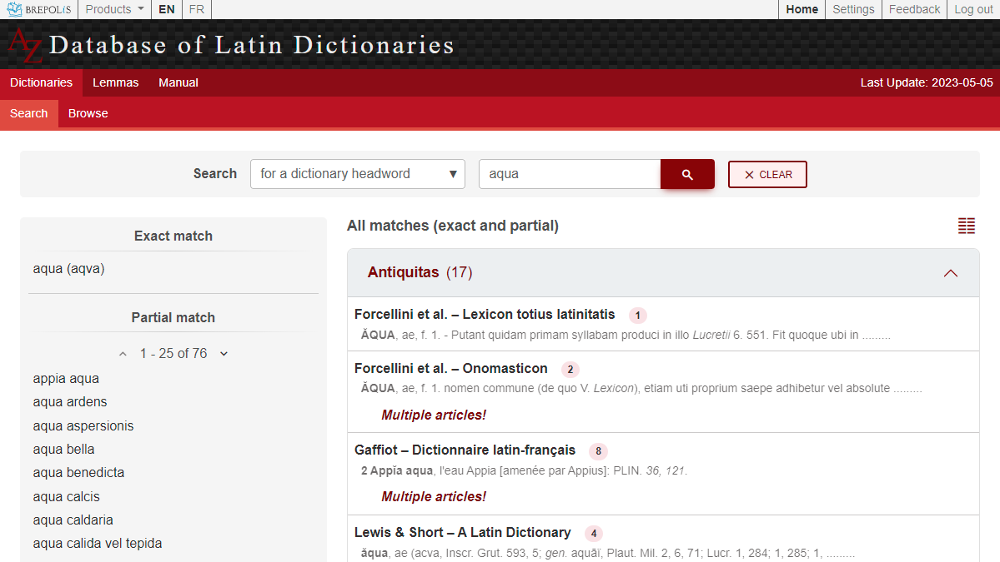 BREPOLiS Products EN FR Home Settings Feedback Log out
AZ Database of Latin Dictionaries
Dictionaries Lemmas Manual Last Update: 2023-05-05
Search Browse
Search for a dictionary headword aqua CLEAR
Exact match
aqua (aqva)
Partial match
1 - 25 of 76
appia aqua
aqua ardens
aqua aspersionis
aqua bella
aqua benedicta
aqua calcis
aqua caldaria
aqua calida vel tepida
All matches (exact and partial)
Antiquitas (17)
Forcellini et al. – Lexicon totius latinitatis 1
ĂQUA, ae, f. 1. - Putant quidam primam syllabam produci in illo Lucretii 6. 551. Fit quoque ubi in .........
Forcellini et al. – Onomasticon 2
ĂQUA, ae, f. 1. nomen commune (de quo V. Lexicon), etiam uti proprium saepe adhibetur vel absolute .........
Multiple articles!
Gaffiot – Dictionnaire latin-français 8
2 Appĭa aqua, l'eau Appia [amenée par Appius]: PLIN. 36, 121.
Multiple articles!
Lewis & Short – A Latin Dictionary 4
ăqua, ae (acva, Inscr. Grut. 593, 5; gen. aquāï, Plaut. Mil. 2, 6, 71; Lucr. 1, 284; 1, 285; 1, .........